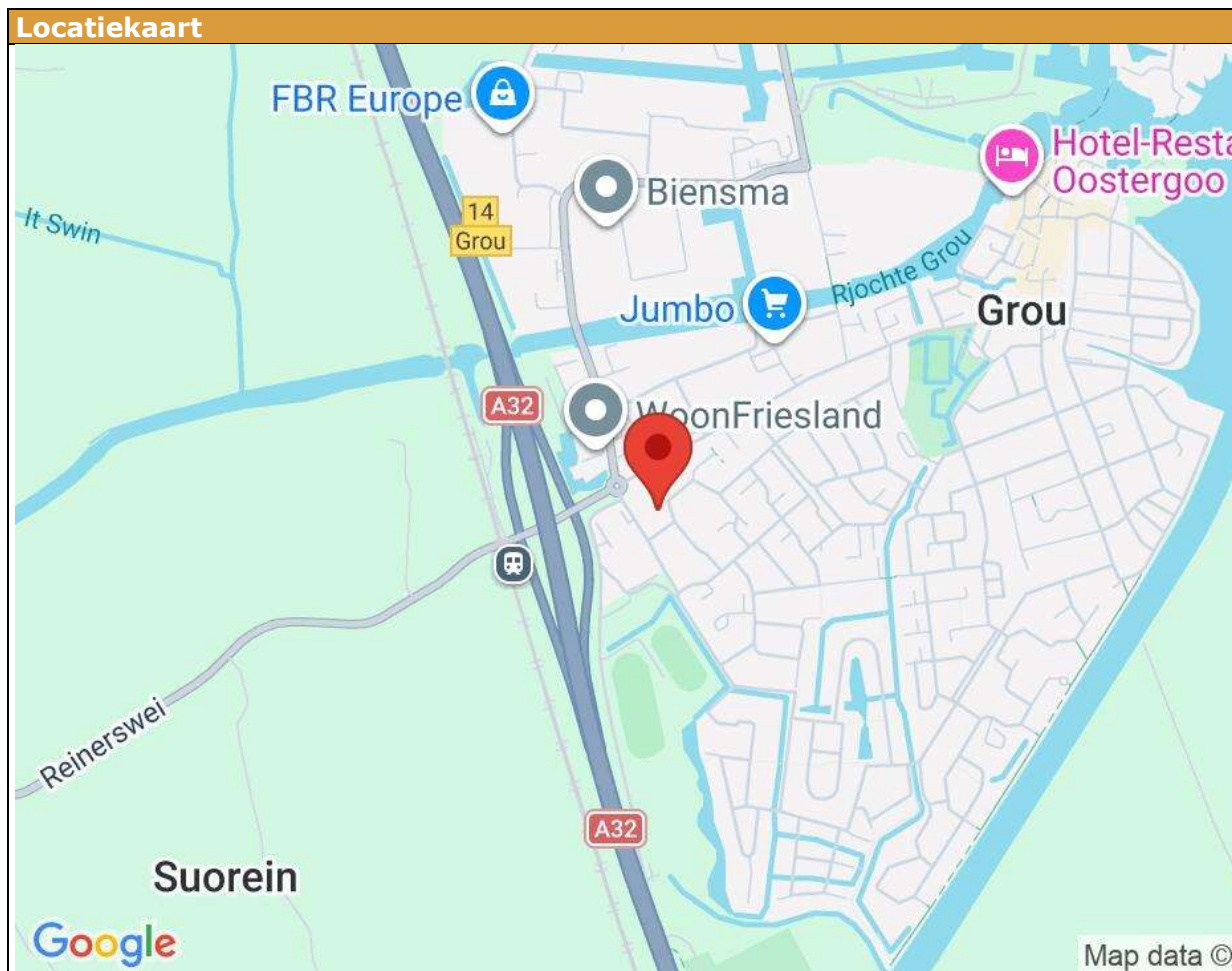 Locatiekaart
FBR Europe
Hotel-Resta
Oostergoo
Biensma
14
Grou
It Swin
Rjochte Grou
Jumbo
Grou
A32
WoonFriesland
Reinerswei
A32
Suorein
Google
Map data ©